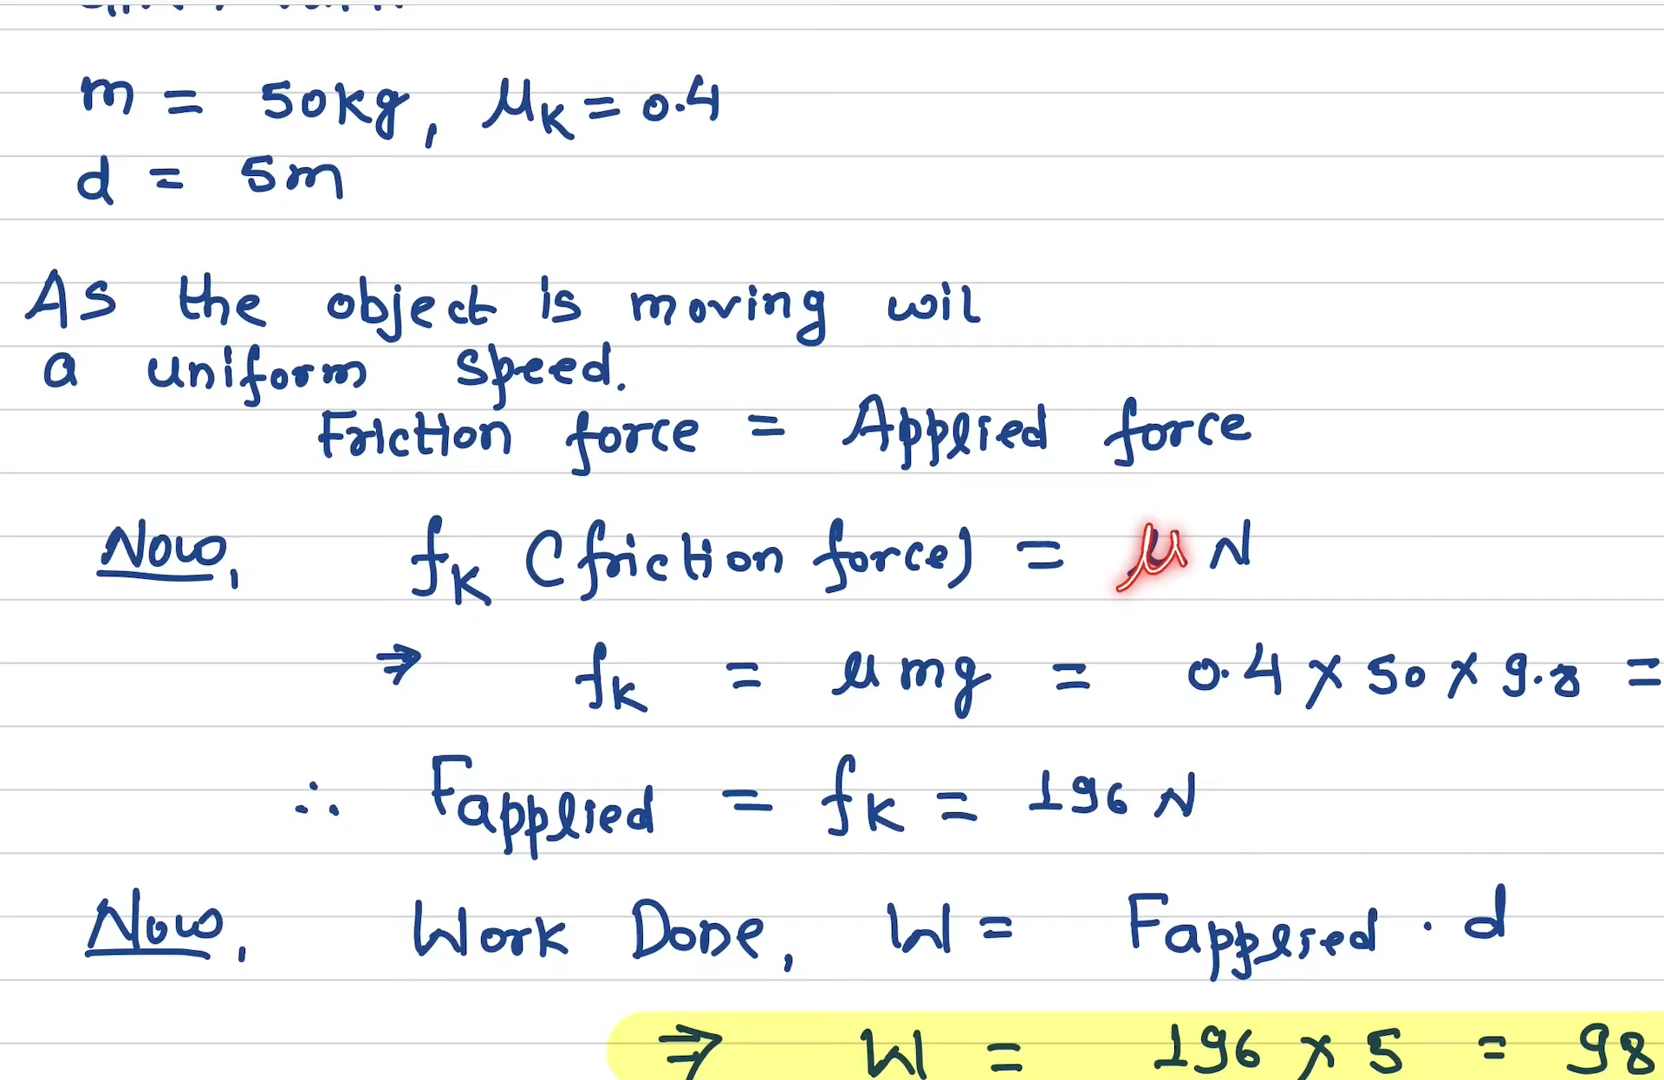 m = 50kg, μK = 0.4
d = 5m
As the object is moving wil
a uniform speed.
Friction force = Applied force
Now, fK (friction force) = μ N
⇒ fK = μ mg = 0.4 × 50 × 9.8 =
∴ Fapplied = fK = 196 N
Now, Work Done, W = Fapplied . d
⇒ W = 196 × 5 = 98